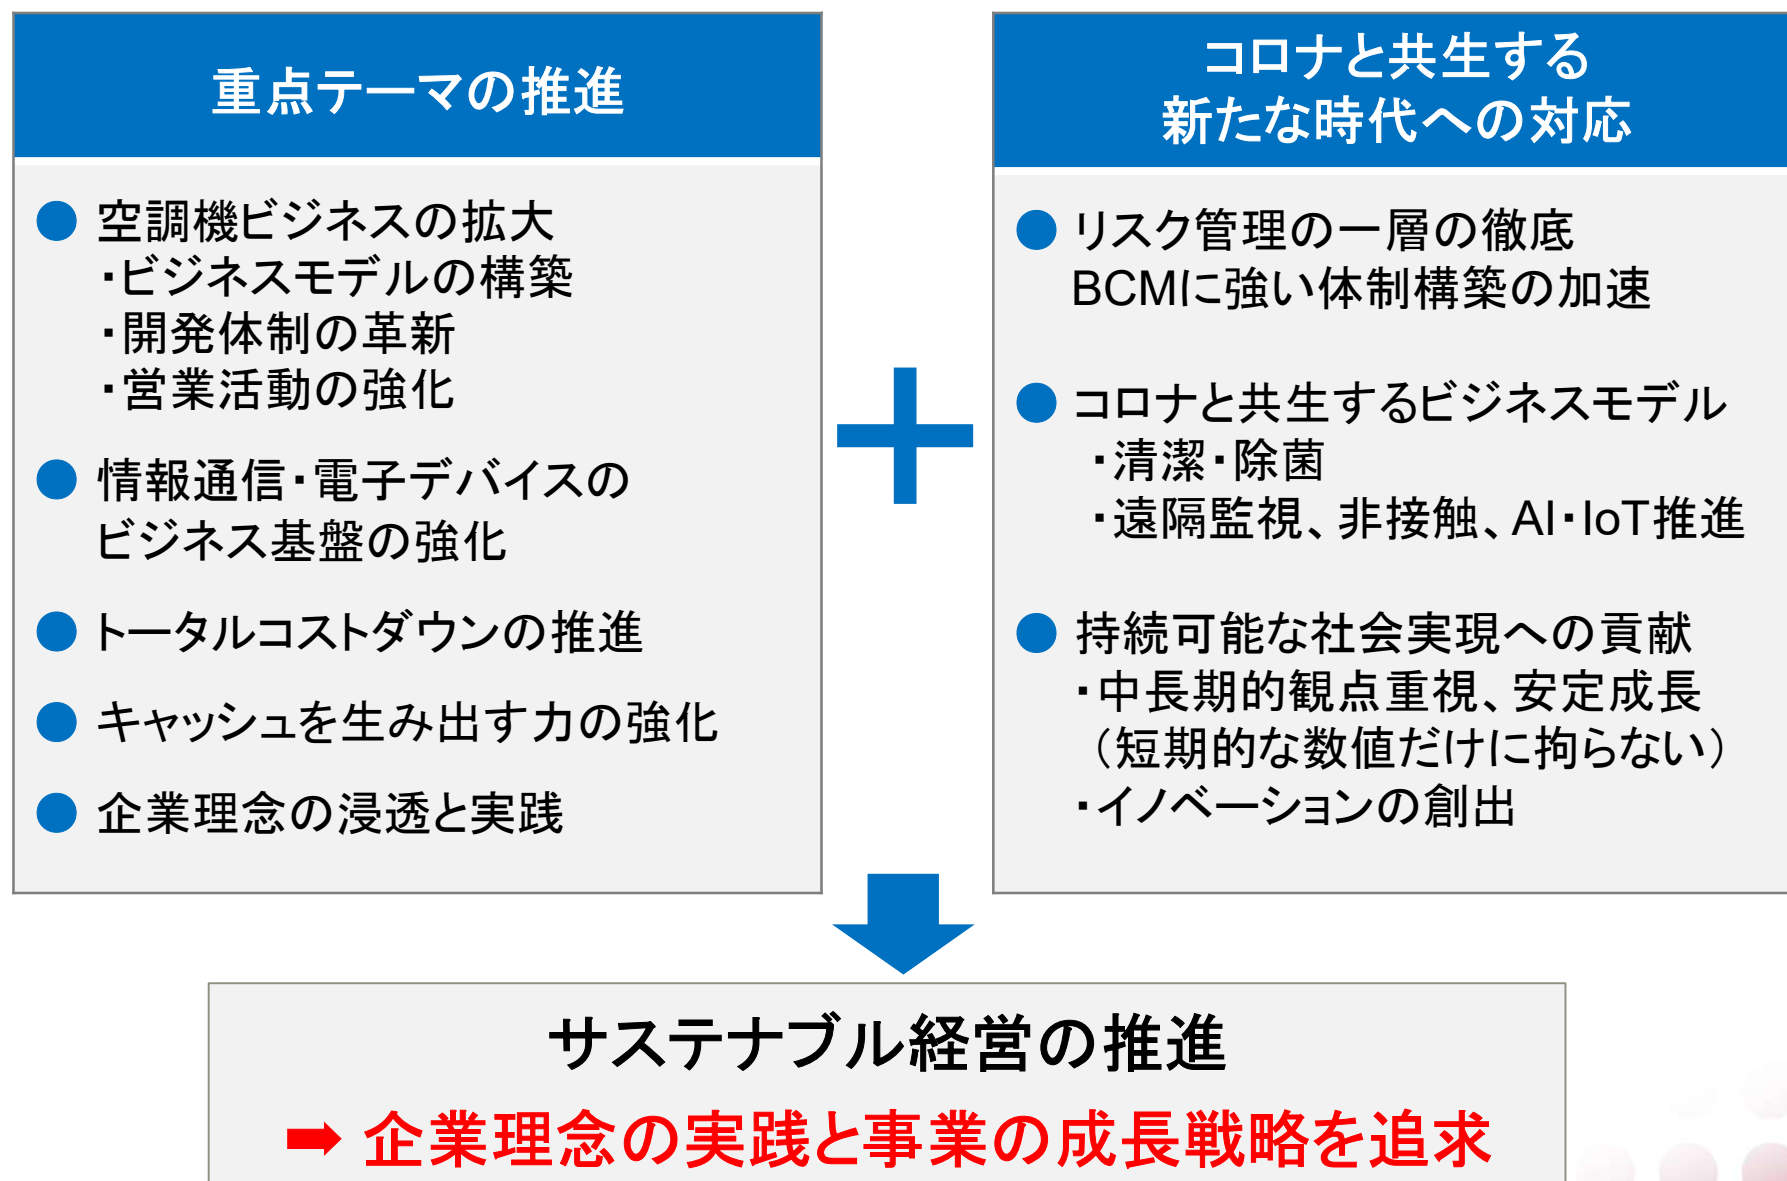 重点テーマの推進
● 空調機ビジネスの拡大
・ビジネスモデルの構築
・開発体制の革新
・営業活動の強化
● 情報通信・電子デバイスの
ビジネス基盤の強化
● トータルコストダウンの推進
● キャッシュを生み出す力の強化
● 企業理念の浸透と実践
コロナと共生する
新たな時代への対応
● リスク管理の一層の徹底
BCMに強い体制構築の加速
● コロナと共生するビジネスモデル
・清潔・除菌
・遠隔監視、非接触、AI・IoT推進
● 持続可能な社会実現への貢献
・中長期的観点重視、安定成長
（短期的な数値だけに拘らない）
・イノベーションの創出
サステナブル経営の推進
➡ 企業理念の実践と事業の成長戦略を追求